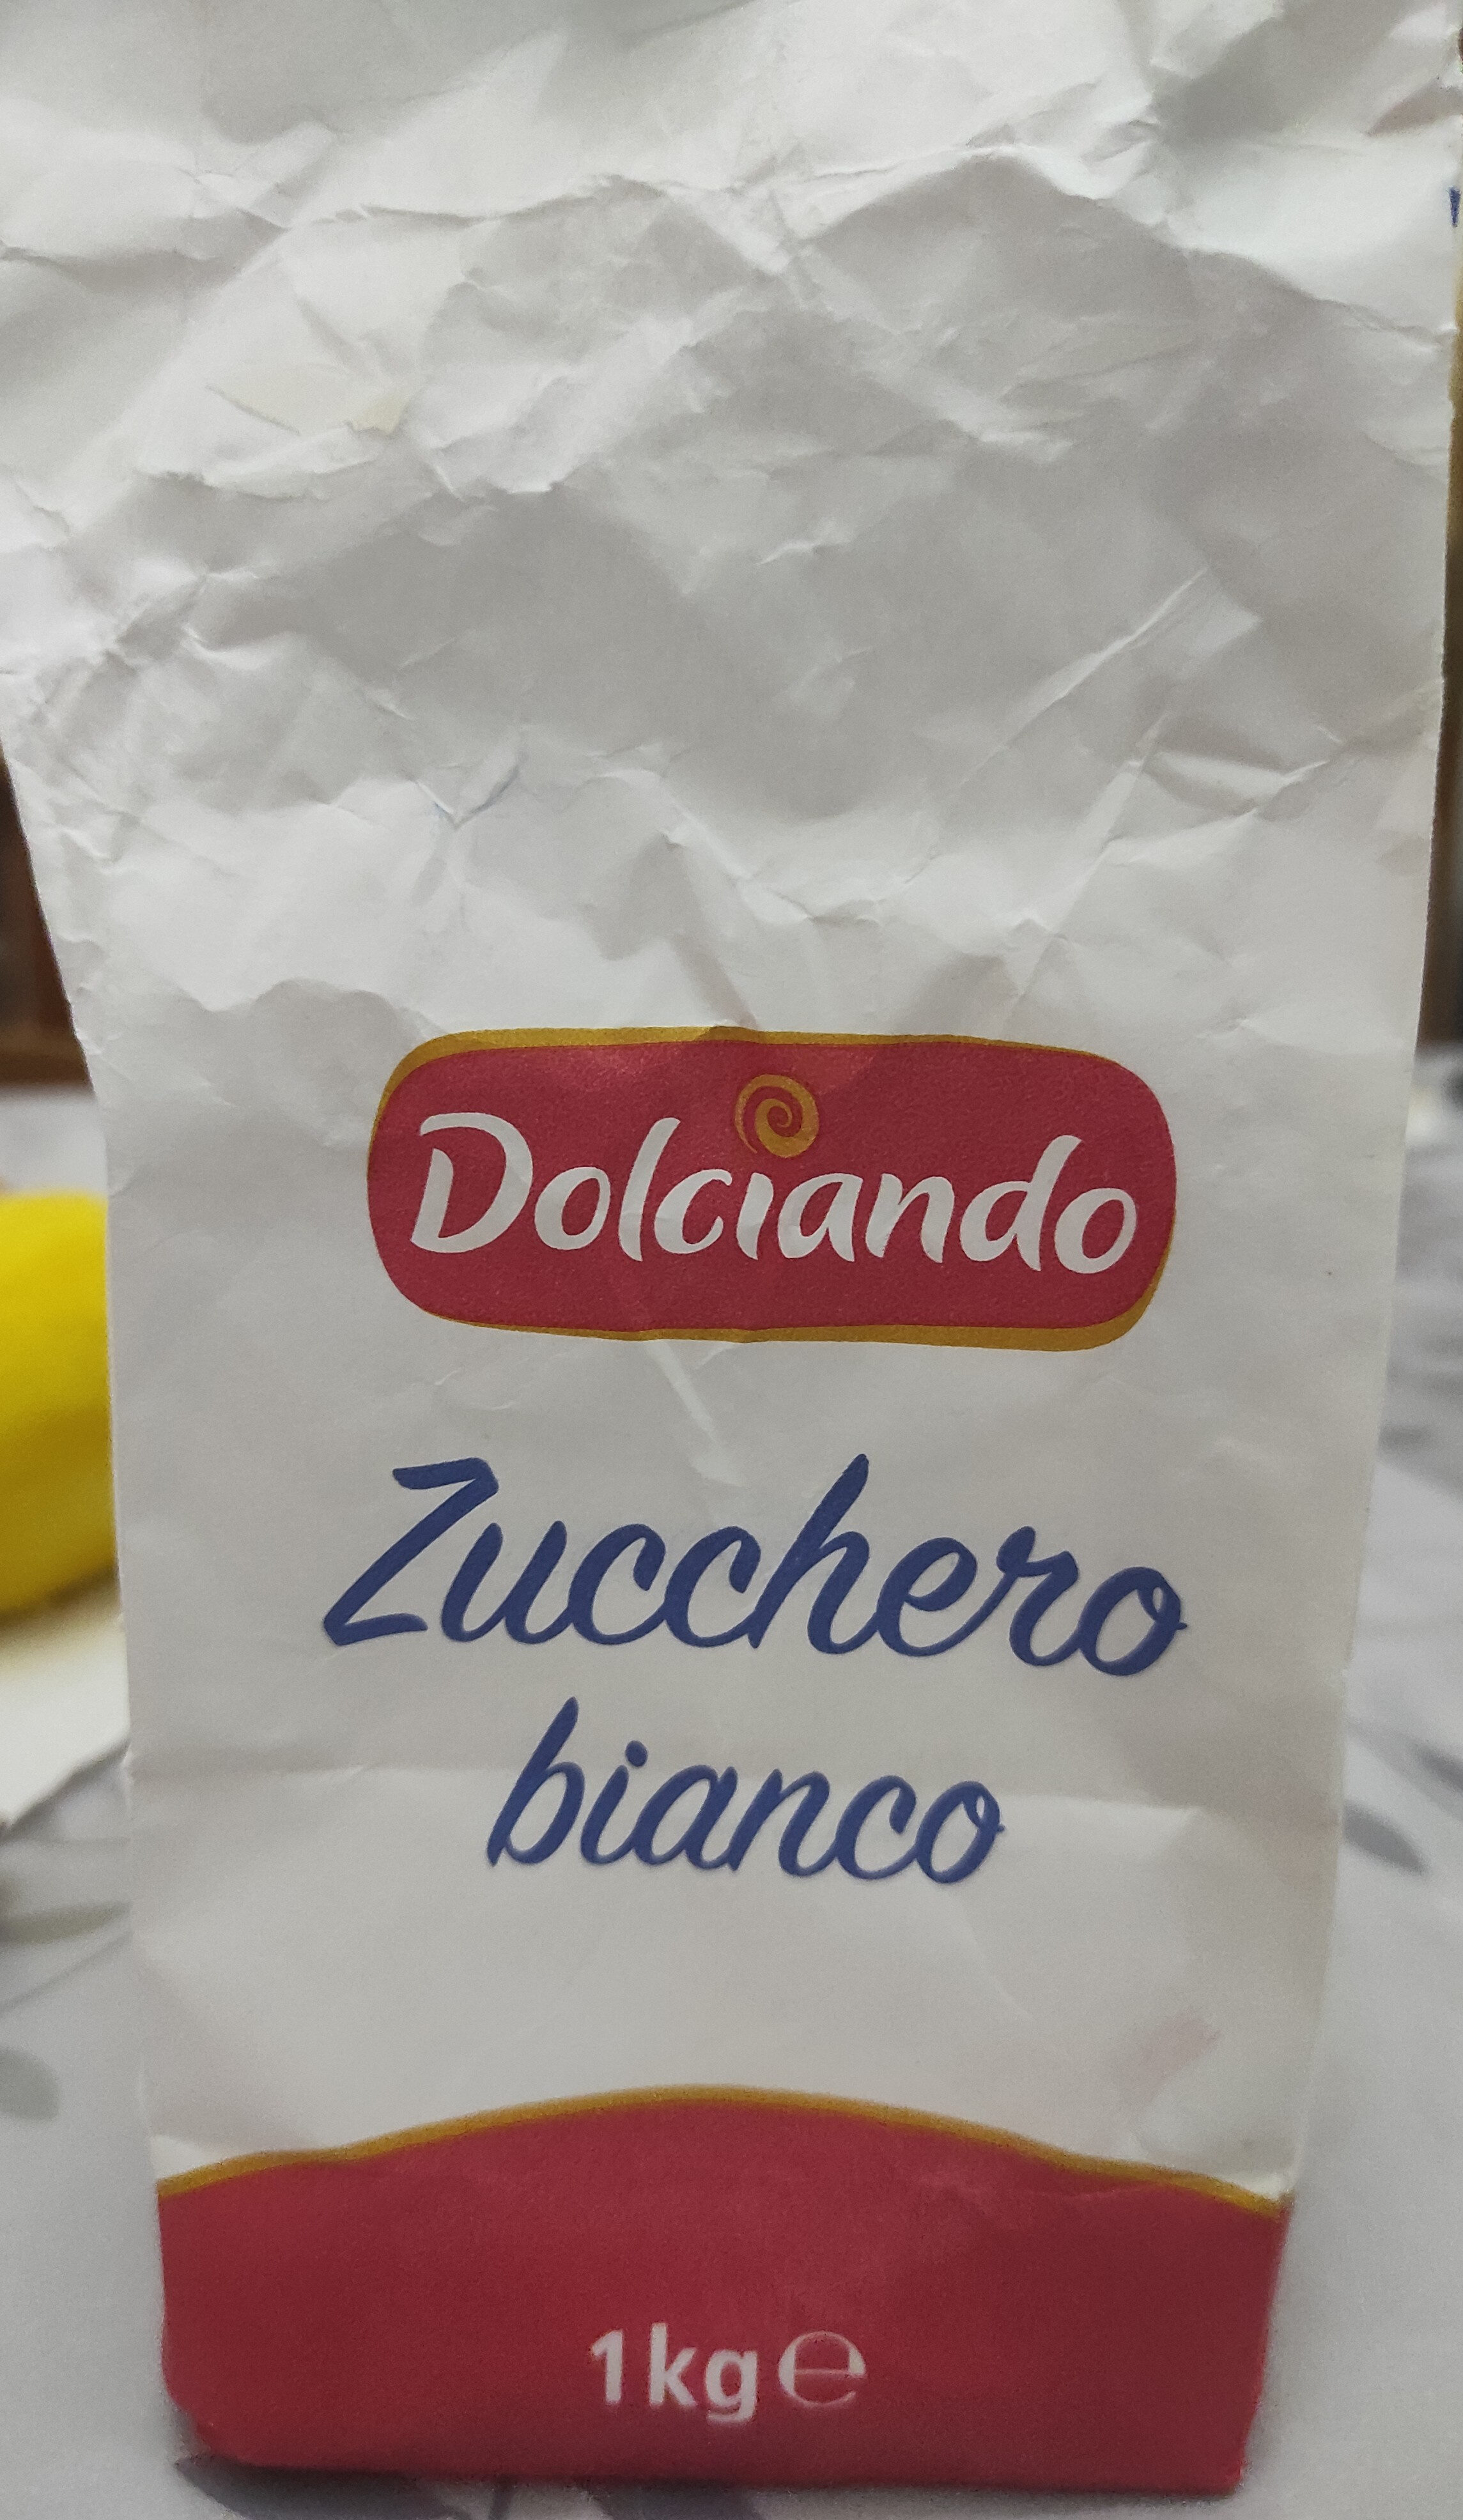 Dolciando
Zucchero
bianco
1kg℮